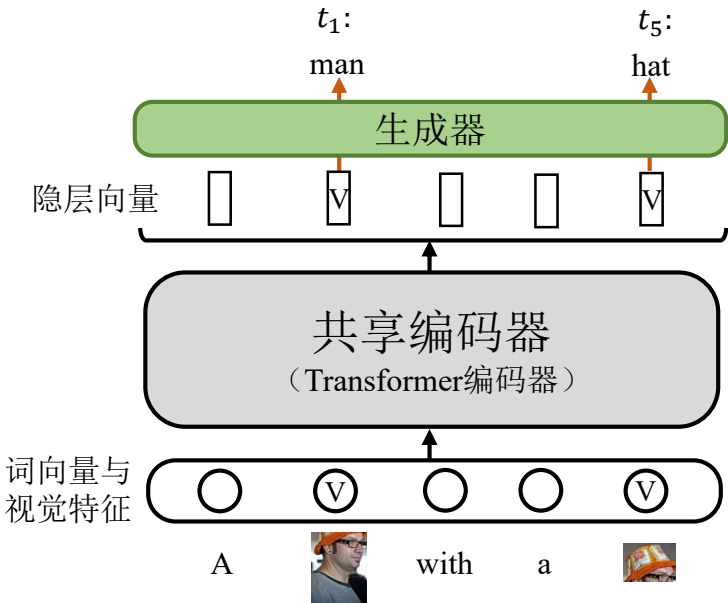 t₁: t₅:
man hat
生成器
隐层向量 V V
共享编码器
（Transformer编码器）
词向量与
视觉特征 V V
A with a